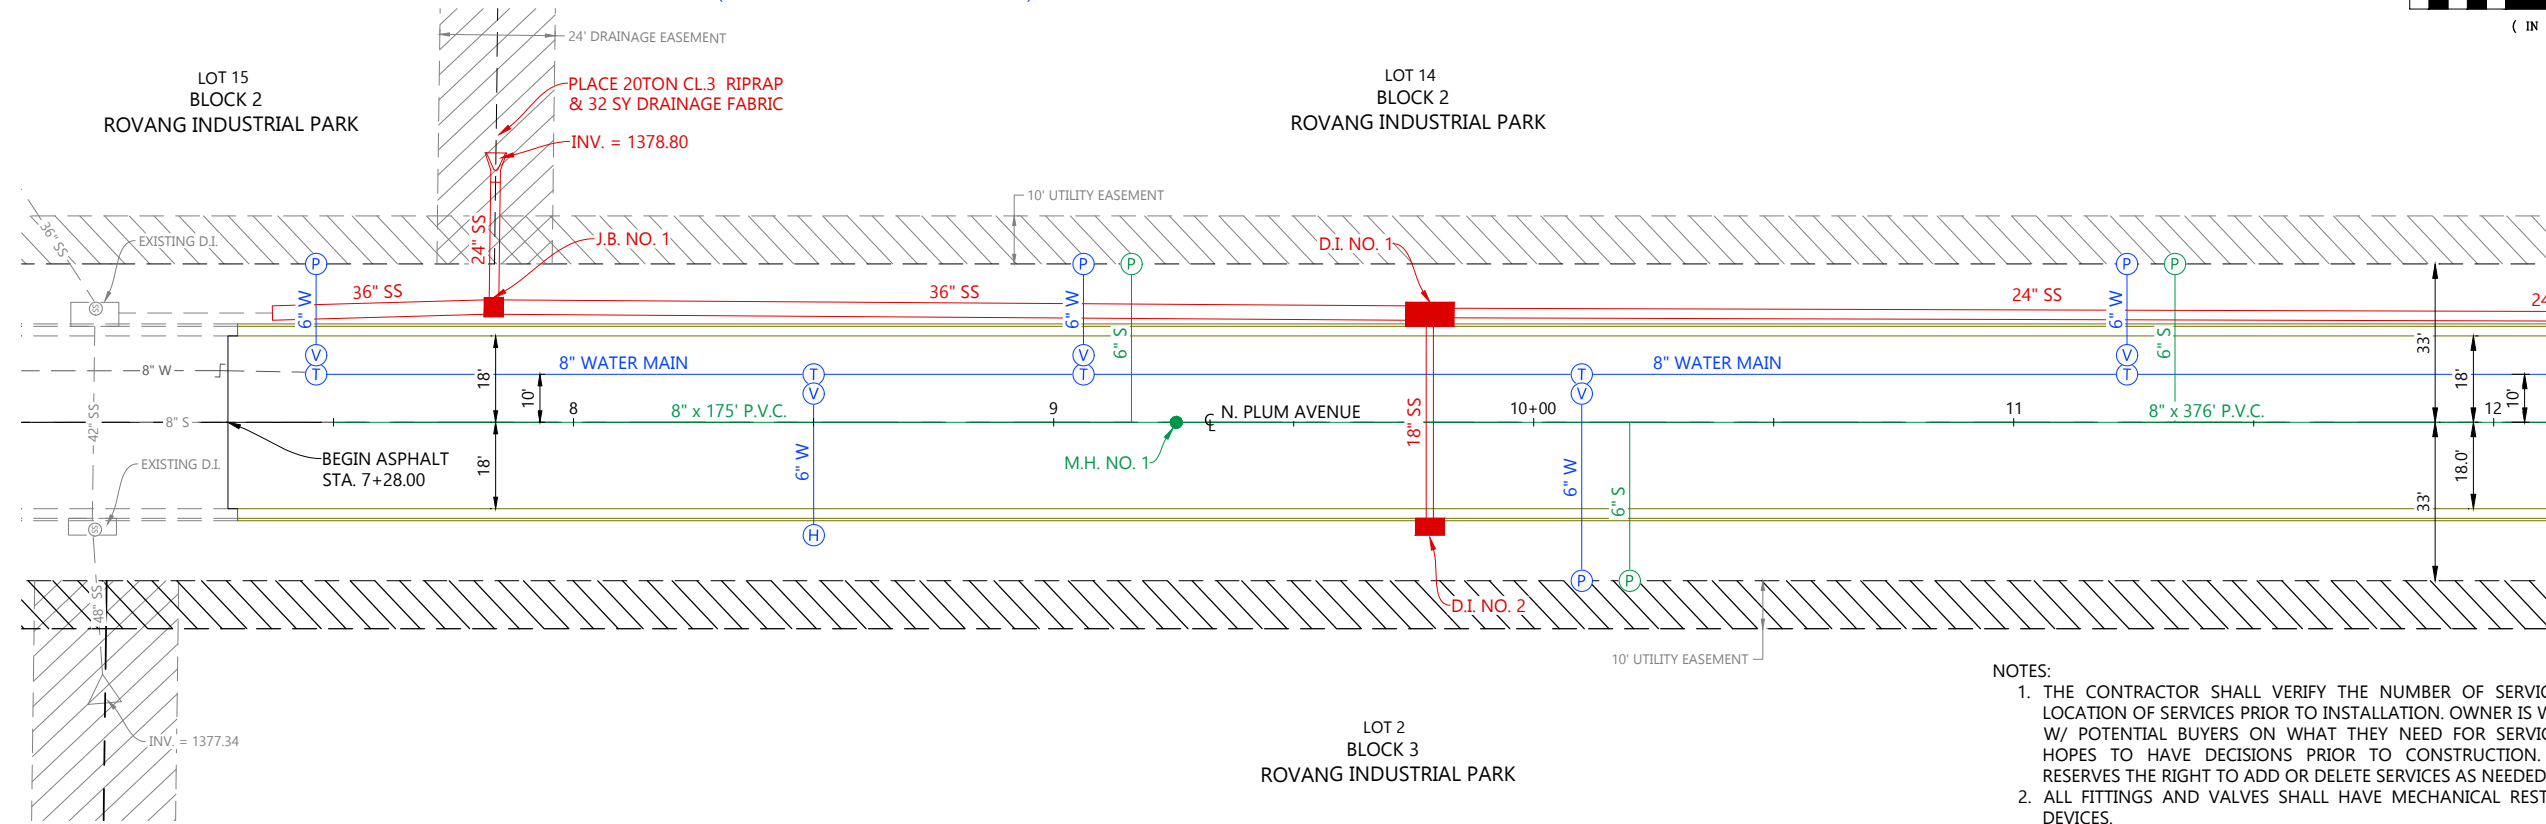 ( IN
24' DRAINAGE EASEMENT
LOT 15
BLOCK 2
ROVANG INDUSTRIAL PARK
PLACE 20TON CL.3 RIPRAP
& 32 SY DRAINAGE FABRIC
INV. = 1378.80
LOT 14
BLOCK 2
ROVANG INDUSTRIAL PARK
10' UTILITY EASEMENT
36" SS
EXISTING D.I.
24" SS
J.B. NO. 1
D.I. NO. 1
P
P
P
P
P
SS
6" W
36" SS
36" SS
6" W
6" S
24" SS
24
6" W
6" S
33'
18'
18'
10'
8" W
V
T
8" WATER MAIN
10'
T
V
V
T
T
V
8" WATER MAIN
V
T
42" SS
8" S
8
8" x 175' P.V.C.
9
℄ N. PLUM AVENUE
18" SS
10+00
11
8" x 376' P.V.C.
12
BEGIN ASPHALT
STA. 7+28.00
18'
EXISTING D.I.
6" W
M.H. NO. 1
6" W
6" S
18.0'
33'
SS
H
P
P
48" SS
D.I. NO. 2
10' UTILITY EASEMENT
INV. = 1377.34
LOT 2
BLOCK 3
ROVANG INDUSTRIAL PARK
NOTES:
1. THE CONTRACTOR SHALL VERIFY THE NUMBER OF SERVIC
LOCATION OF SERVICES PRIOR TO INSTALLATION. OWNER IS W
W/ POTENTIAL BUYERS ON WHAT THEY NEED FOR SERVIC
HOPES TO HAVE DECISIONS PRIOR TO CONSTRUCTION.
RESERVES THE RIGHT TO ADD OR DELETE SERVICES AS NEEDED
2. ALL FITTINGS AND VALVES SHALL HAVE MECHANICAL REST
DEVICES.